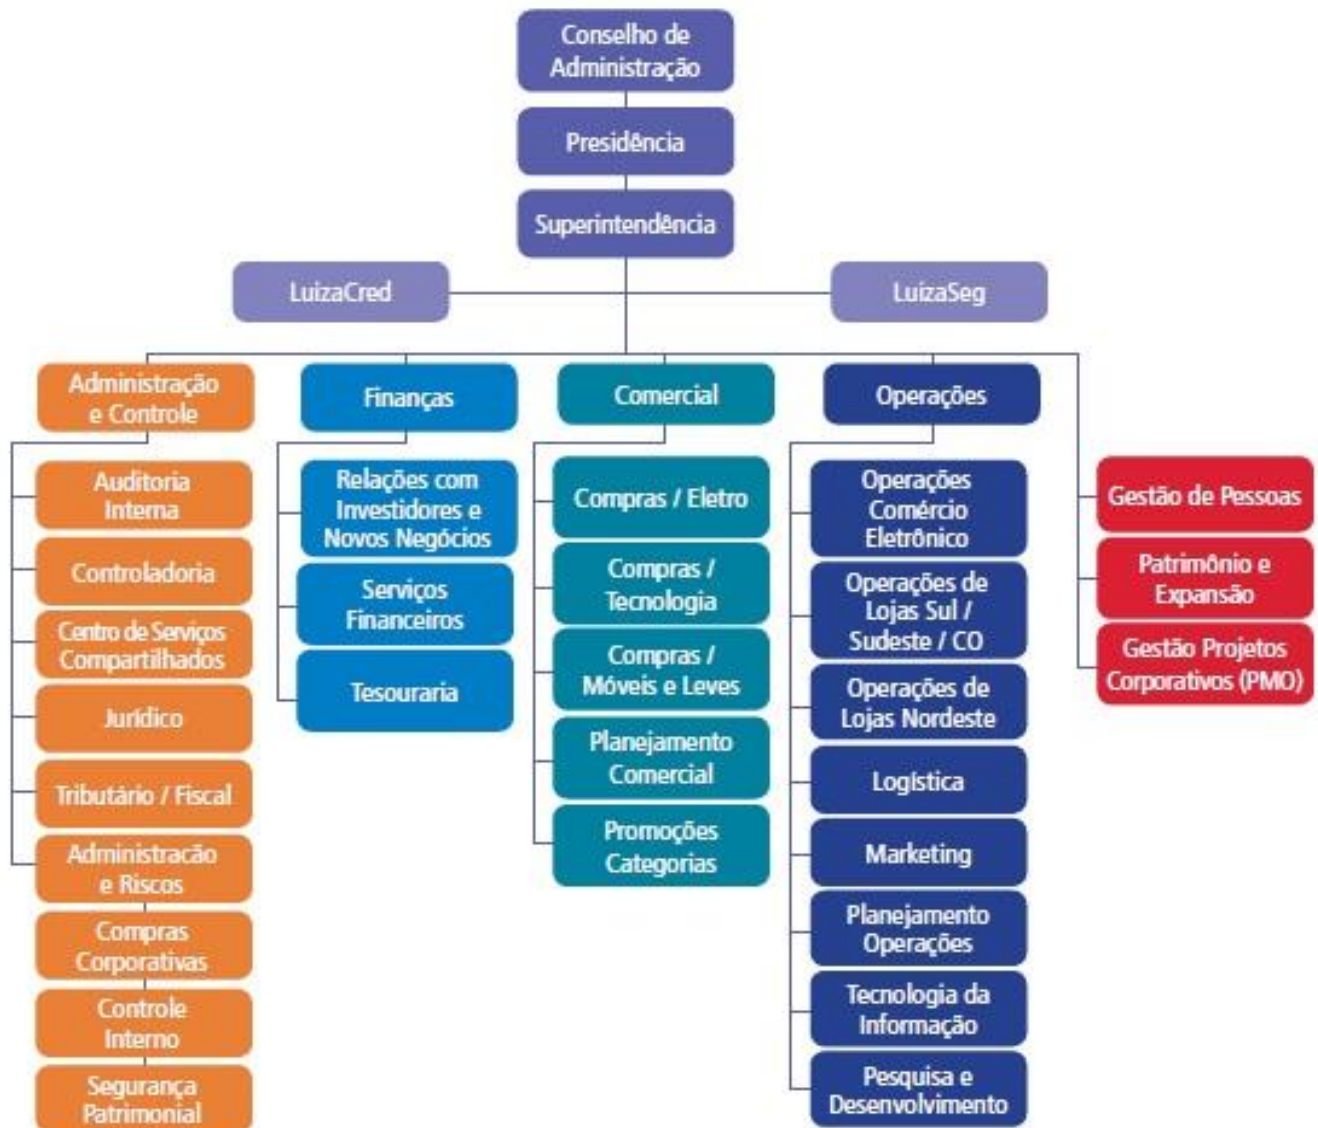 Conselho de
Administração
Presidência
Superintendência
LuizaCred
LuizaSeg
Administração
e Controle
Auditoria
Interna
Controladoria
Centro de Serviços
Compartilhados
Jurídico
Tributário / Fiscal
Administracão
e Riscos
Compras
Corporativas
Controle
Interno
Segurança
Patrimonial
Finanças
Relações com
Investidores e
Novos Negócios
Serviços
Financeiros
Tesouraria
Comercial
Compras / Eletro
Compras /
Tecnologia
Compras /
Móveis e Leves
Planejamento
Comercial
Promoções
Categorias
Operações
Operações
Comércio
Eletrônico
Operações de
Lojas Sul /
Sudeste / CO
Operações de
Lojas Nordeste
Logística
Marketing
Planejamento
Operações
Tecnologia da
Informação
Pesquisa e
Desenvolvimento
Gestão de Pessoas
Patrimônio e
Expansão
Gestão Projetos
Corporativos (PMO)